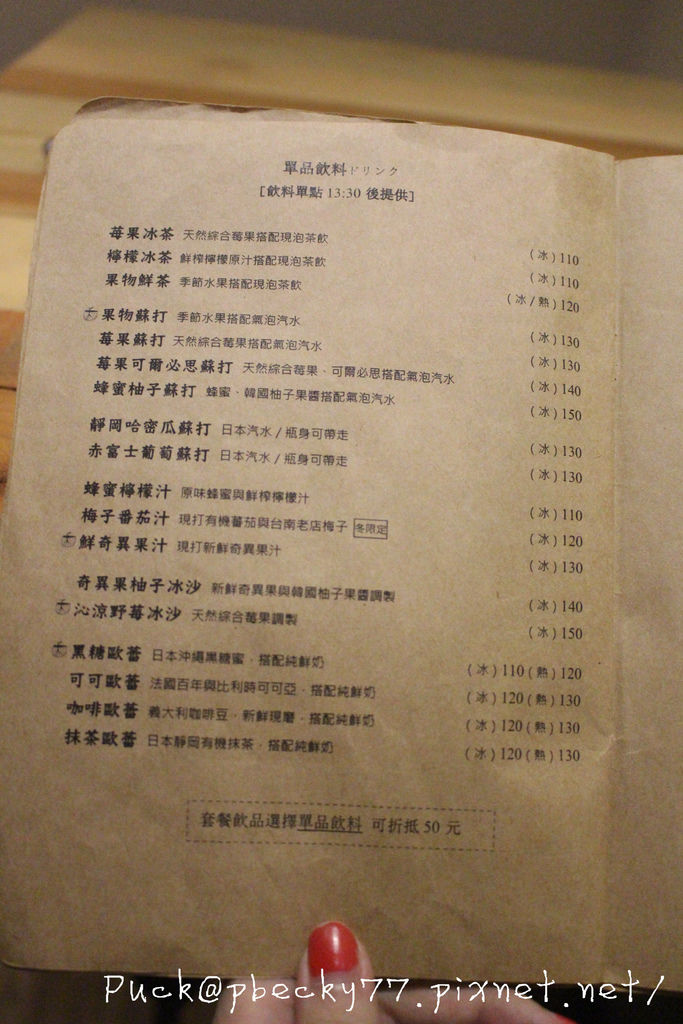 單品飲料ドリンク
[飲料單點 13:30 後提供]
莓果冰茶 天然綜合莓果搭配現泡茶飲 (冰) 110
檸檬冰茶 鮮榨檸檬原汁搭配現泡茶飲 (冰) 110
果物鮮茶 季節水果搭配現泡茶飲 (冰/熱) 120
果物蘇打 季節水果搭配氣泡汽水 (冰) 130
莓果蘇打 天然綜合莓果搭配氣泡汽水 (冰) 130
莓果可爾必思蘇打 天然綜合莓果、可爾必思搭配氣泡汽水 (冰) 140
蜂蜜柚子蘇打 蜂蜜、韓國柚子果醬搭配氣泡汽水 (冰) 150
靜岡哈密瓜蘇打 日本汽水/瓶身可帶走 (冰) 130
赤富士葡萄蘇打 日本汽水/瓶身可帶走 (冰) 130
蜂蜜檸檬汁 原味蜂蜜與鮮榨檸檬汁 (冰) 110
梅子番茄汁 現打有機蕃茄與台南老店梅子 冬限定 (冰) 120
鮮奇異果汁 現打新鮮奇異果汁 (冰) 130
奇異果柚子冰沙 新鮮奇異果與韓國柚子果醬調製 (冰) 140
沁涼野莓冰沙 天然綜合莓果調製 (冰) 150
黑糖歐蕾 日本沖繩黑糖蜜，搭配純鮮奶 (冰) 110 (熱) 120
可可歐蕾 法國百年與比利時可可亞，搭配純鮮奶 (冰) 120 (熱) 130
咖啡歐蕾 義大利咖啡豆，新鮮現磨，搭配純鮮奶 (冰) 120 (熱) 130
抹茶歐蕾 日本靜岡有機抹茶，搭配純鮮奶 (冰) 120 (熱) 130
套餐飲品選擇單品飲料 可折抵 50 元
Puck@pbecky77.pixnet.net/